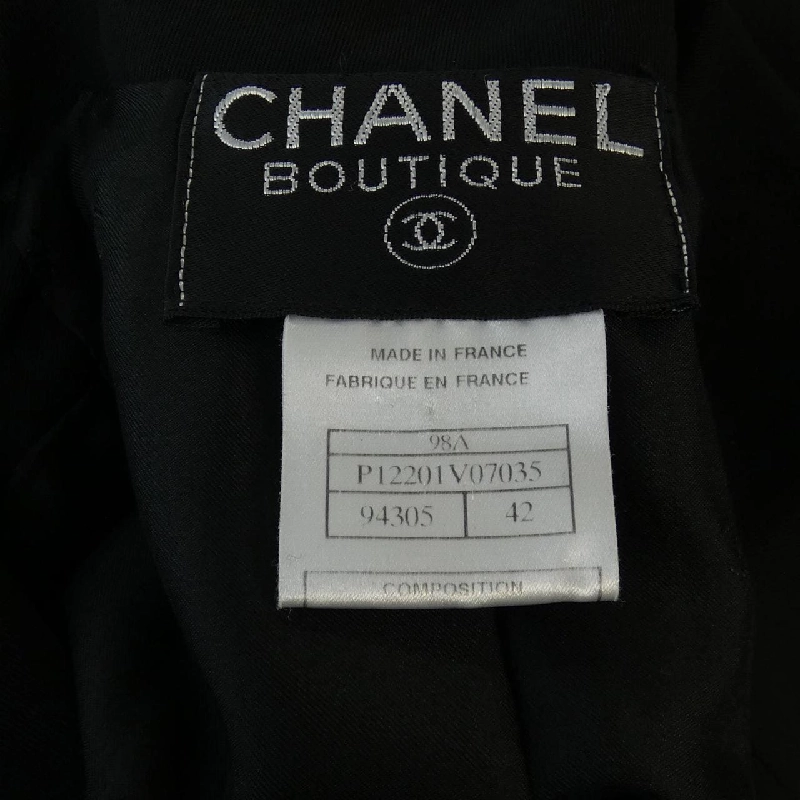 CHANEL
BOUTIQUE
MADE IN FRANCE
FABRIQUE EN FRANCE
98A
P12201V07035
94305 42
COMPOSITION